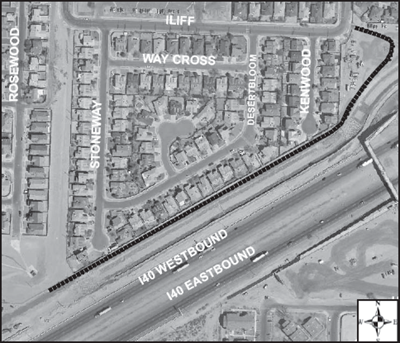 ILIFF
WAY CROSS
ROSEWOOD
STONEWAY
DESERTBLOOM
KENWOOD
I40 WESTBOUND
I40 EASTBOUND